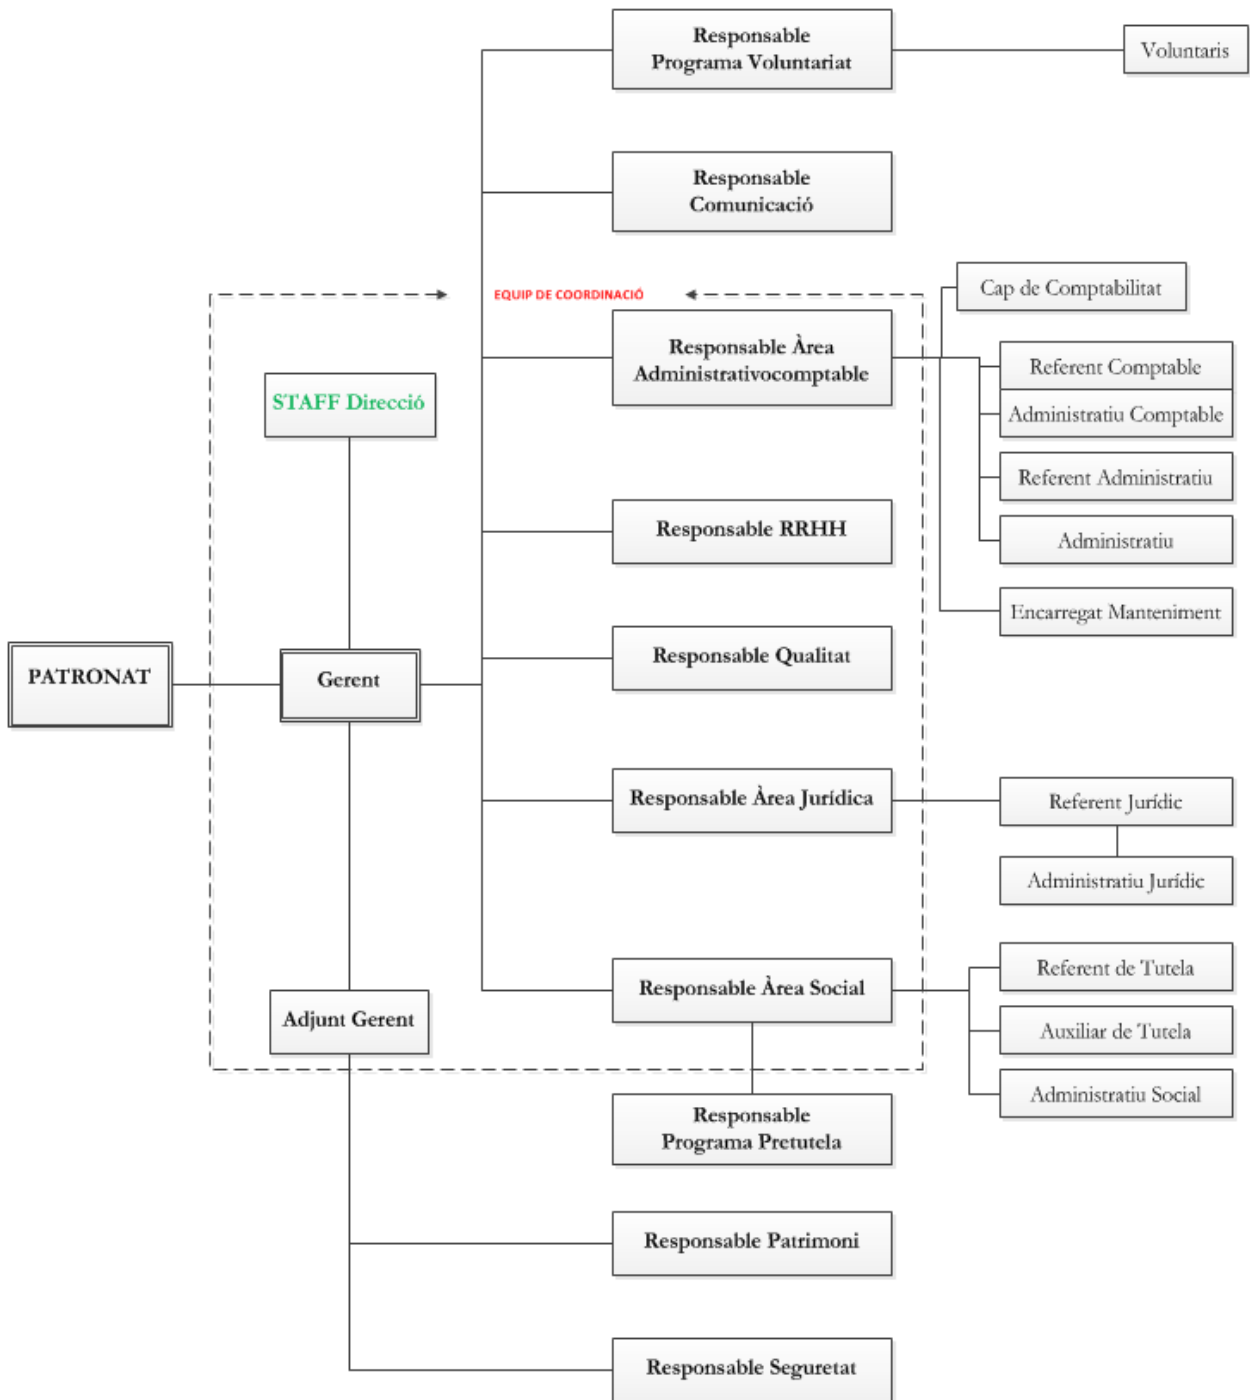 Responsable
Programa Voluntariat
Voluntaris
Responsable
Comunicació
EQUIP DE COORDINACIÓ
Cap de Comptabilitat
Responsable Àrea
Administrativocomptable
Referent Comptable
Administratiu Comptable
STAFF Direcció
Referent Administratiu
Responsable RRHH
Administratiu
Encarregat Manteniment
PATRONAT
Gerent
Responsable Qualitat
Responsable Àrea Jurídica
Referent Jurídic
Administratiu Jurídic
Responsable Àrea Social
Referent de Tutela
Adjunt Gerent
Auxiliar de Tutela
Administratiu Social
Responsable
Programa Pretutela
Responsable Patrimoni
Responsable Seguretat